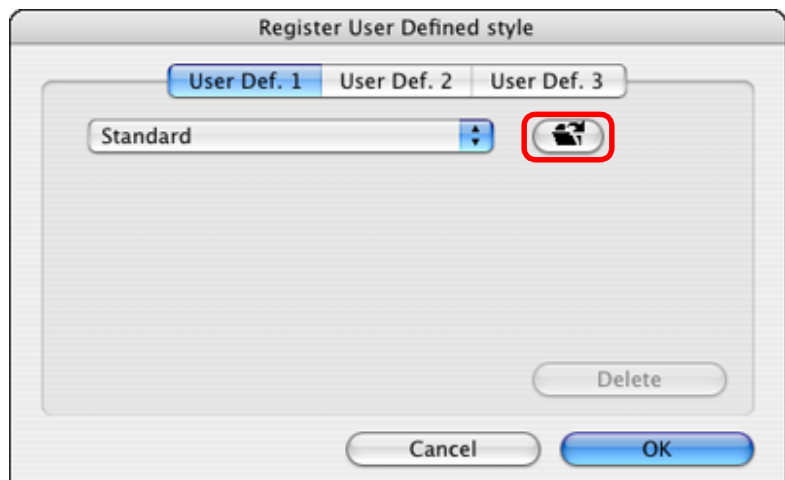 Register User Defined style
User Def. 1 User Def. 2 User Def. 3
Standard
Delete
Cancel OK